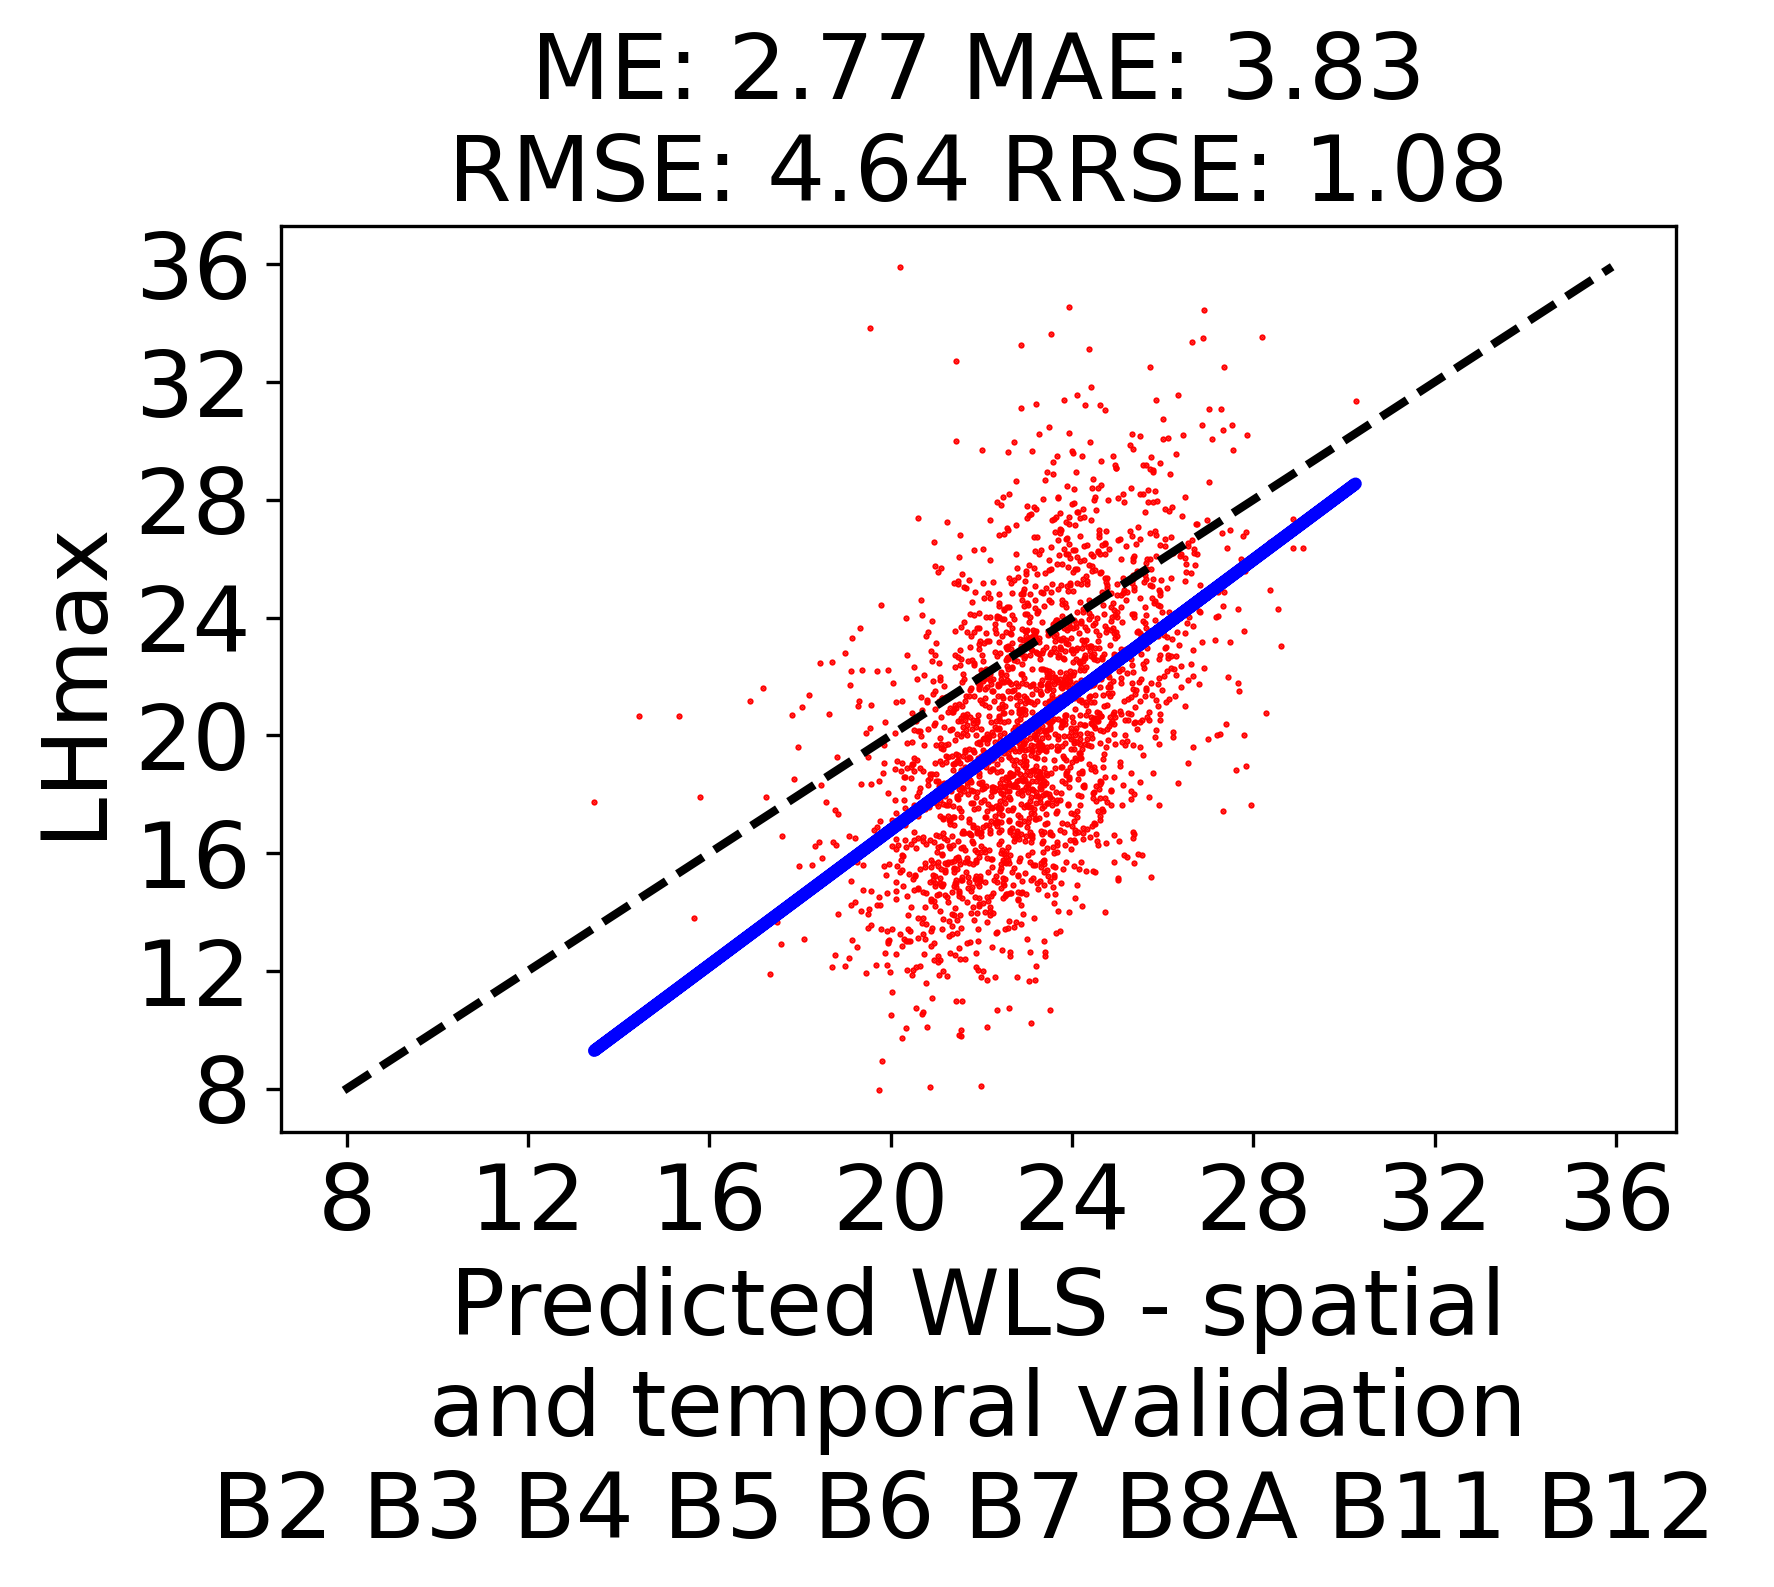 ME: 2.77 MAE: 3.83
RMSE: 4.64 RRSE: 1.08
36
32
28
24
20
16
12
8
LHmax
8 12 16 20 24 28 32 36
Predicted WLS - spatial
and temporal validation
B2 B3 B4 B5 B6 B7 B8A B11 B12